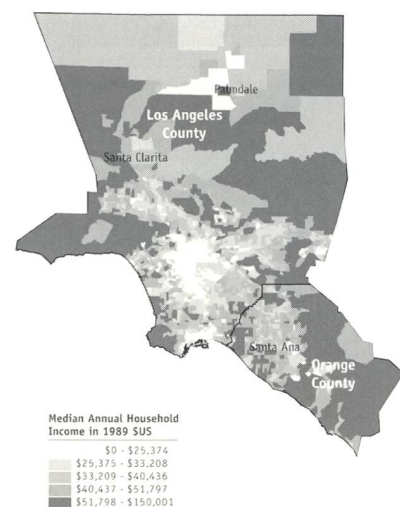 Palmdale
Los Angeles
County
Santa Clarita
Santa Ana
Orange
County
Median Annual Household
Income in 1989 $US
$0 - $25,374
$25,375 - $33,208
$33,209 - $40,436
$40,437 - $51,797
$51,798 - $150,001